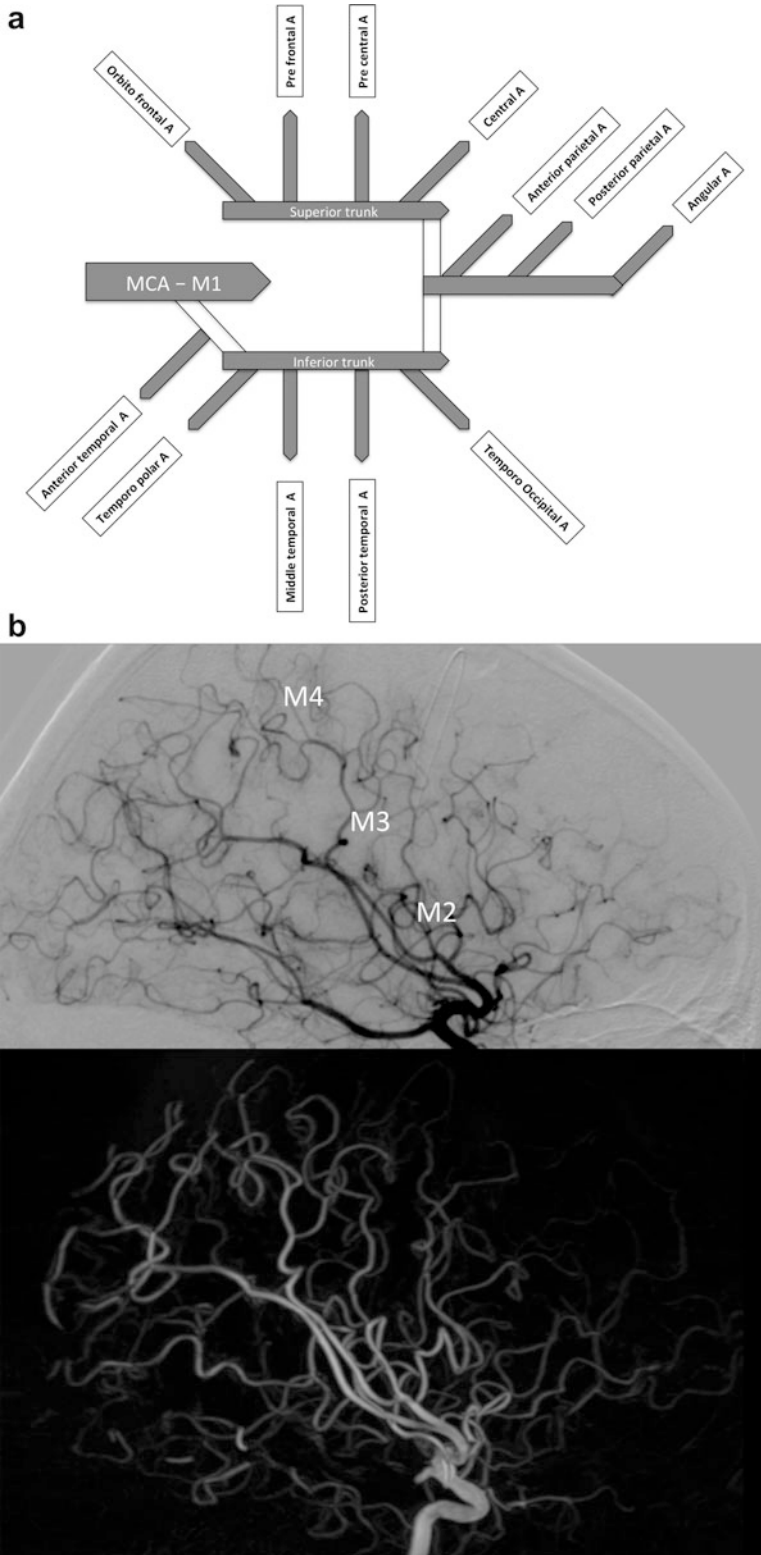 a
Orbito frontal A
Pre frontal A
Pre central A
Central A
Anterior parietal A
Posterior parietal A
Angular A
Superior trunk
MCA – M1
Inferior trunk
Anterior temporal A
Temporo polar A
Middle temporal A
Posterior temporal A
Temporo Occipital A
b
M4
M3
M2